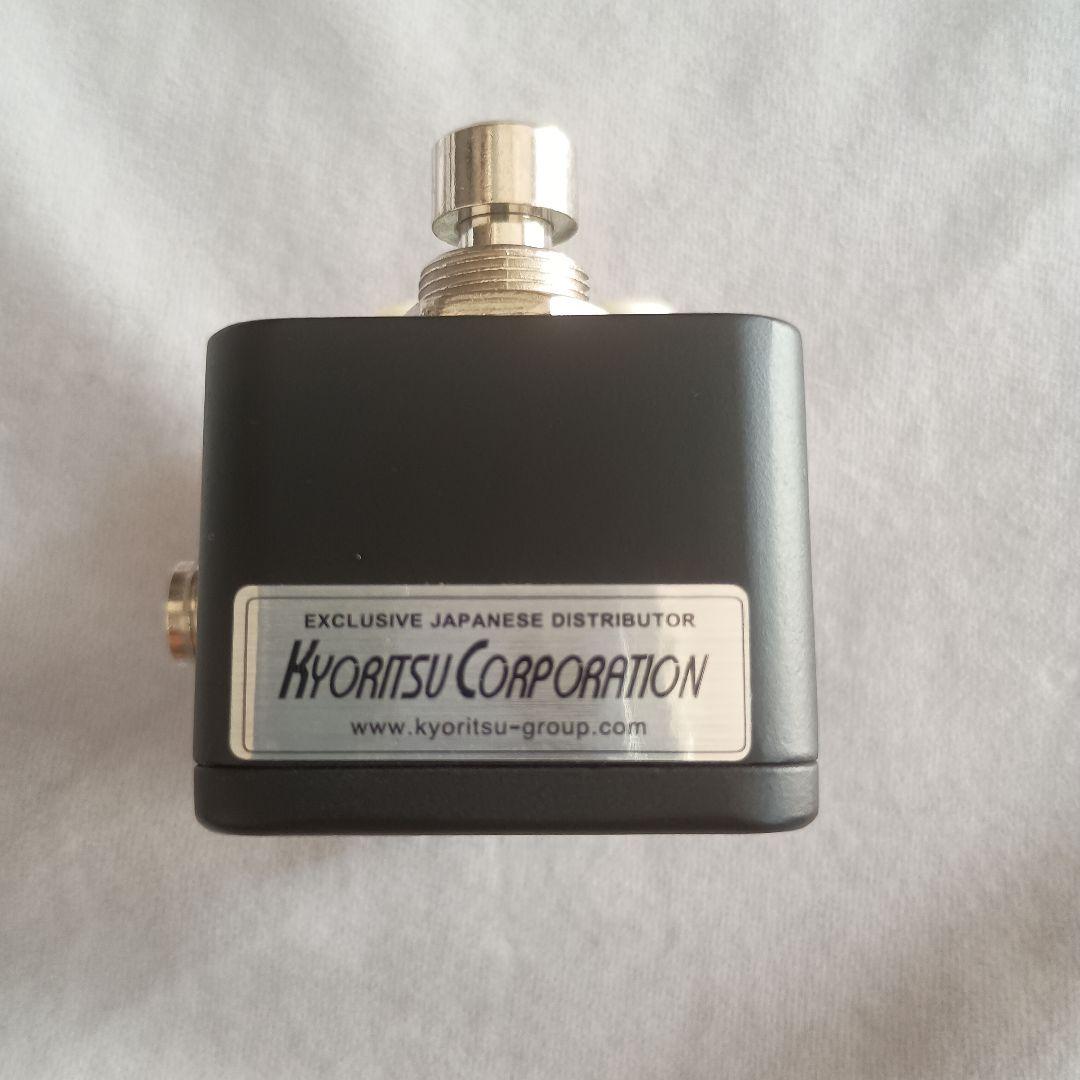 EXCLUSIVE JAPANESE DISTRIBUTOR
KYORITSU CORPORATION
www.kyoritsu-group.com